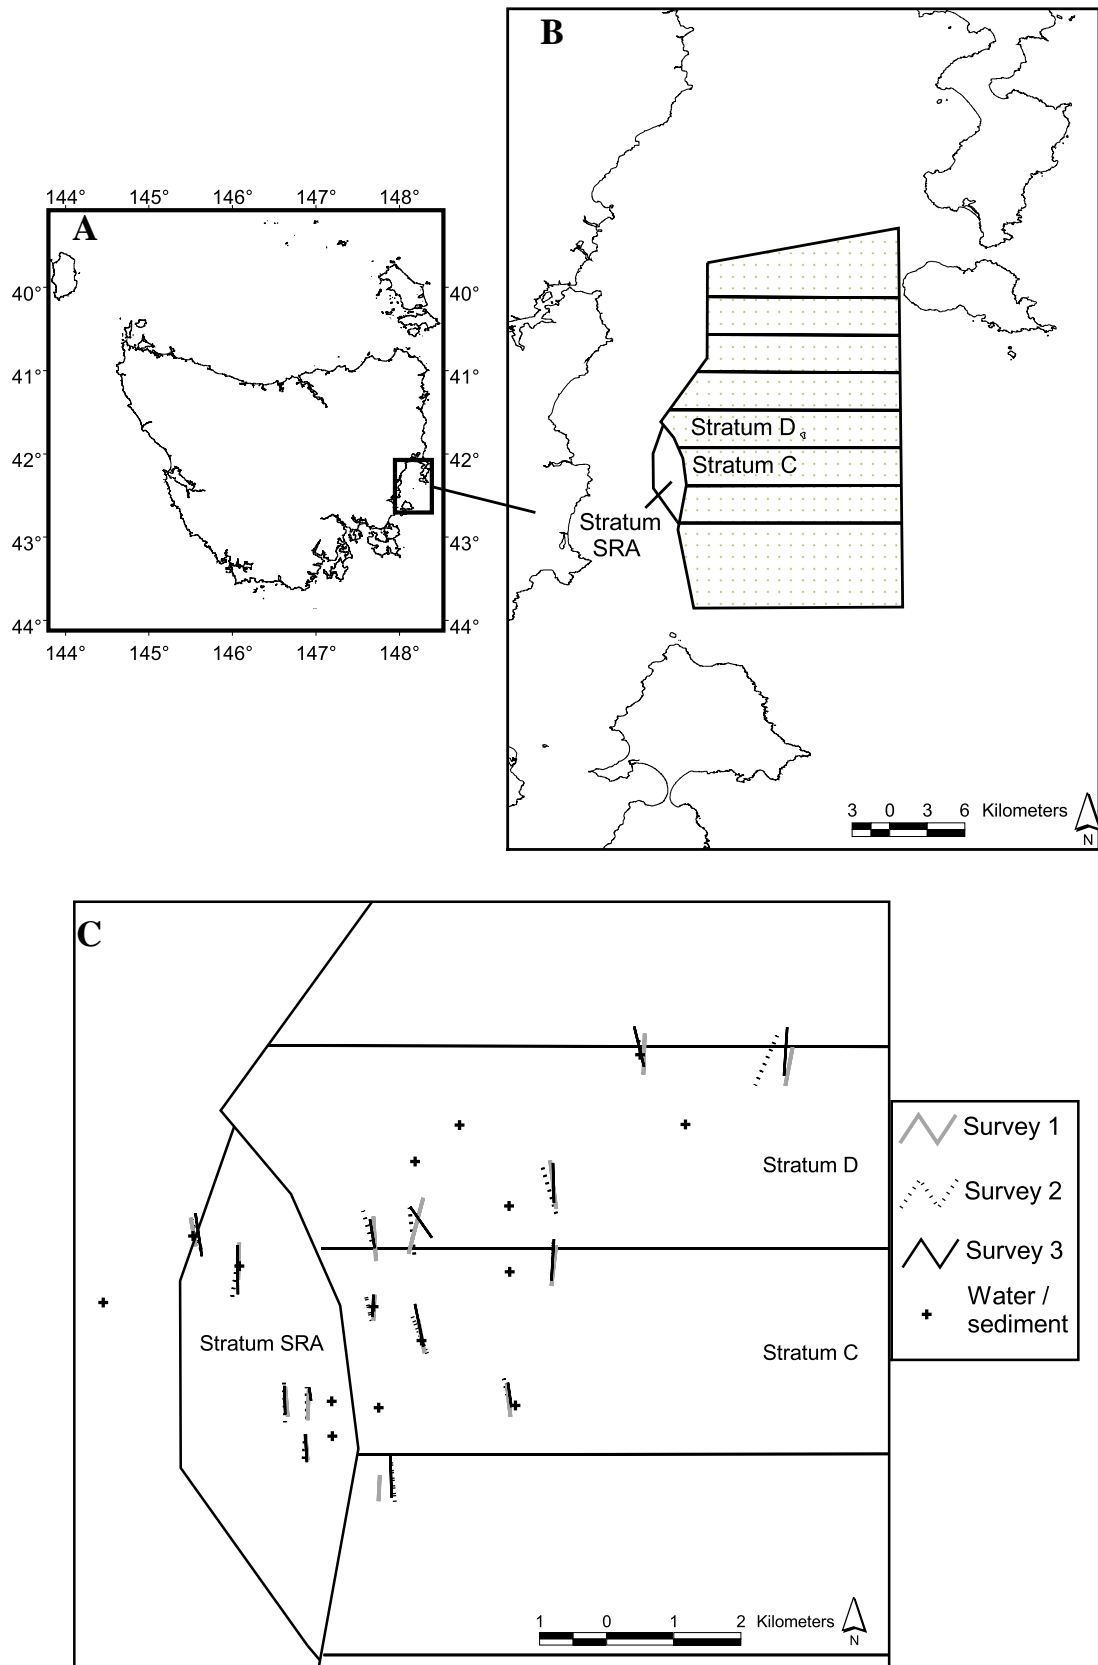 B
144° 145° 146° 147° 148°
A
40° 40°
41° 41°
42° 42°
43° 43°
44° 44°
144° 145° 146° 147° 148°
Stratum D
Stratum C
Stratum
SRA
3 0 3 6 Kilometers
N
C
Stratum D
Stratum SRA
Stratum C
1 0 1 2 Kilometers
N
Survey 1
Survey 2
Survey 3
Water /
sediment